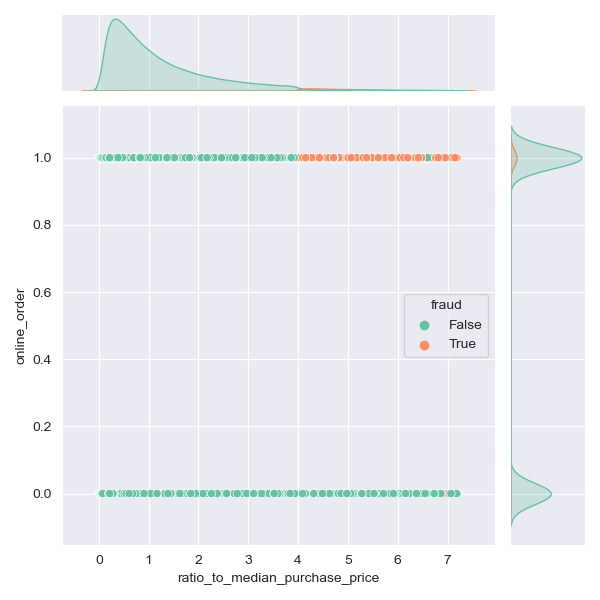 1.0
0.8
0.6
0.4
0.2
0.0
online_order
fraud
False
True
0 1 2 3 4 5 6 7
ratio_to_median_purchase_price